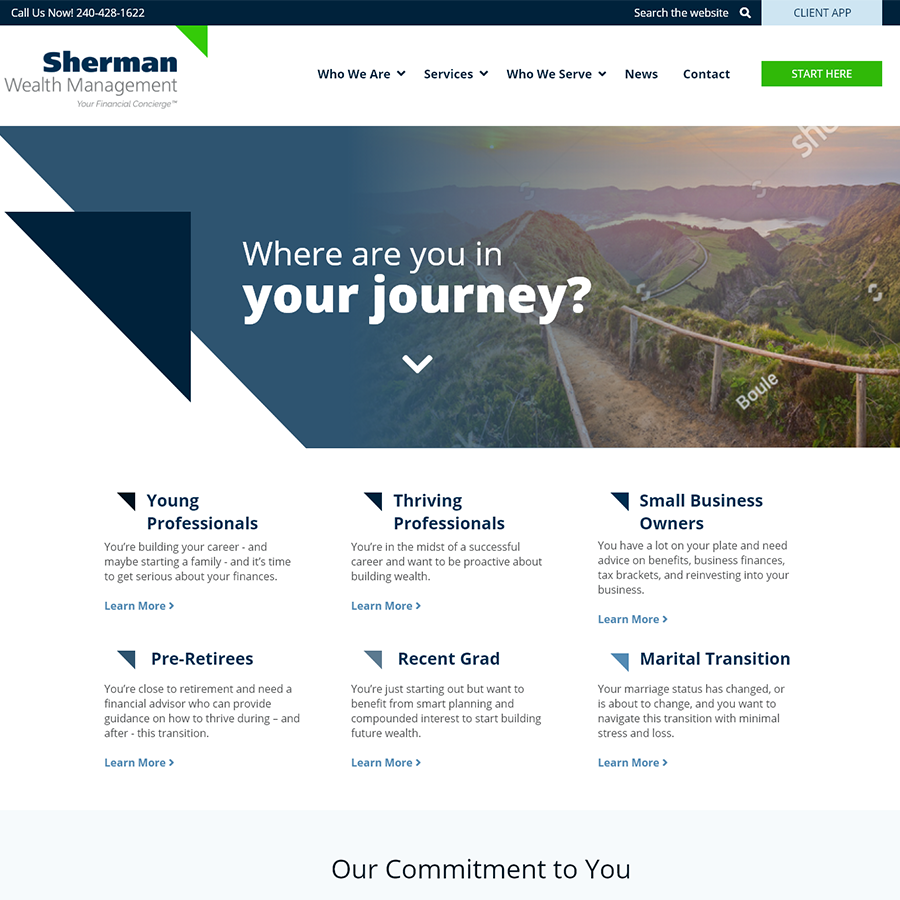 Call Us Now! 240-428-1622
Search the website
CLIENT APP
Sherman
Wealth Management
Your Financial Concierge™
Who We Are
Services
Who We Serve
News
Contact
START HERE
Where are you in
your journey?
Boule
Young
Professionals
You’re building your career - and
maybe starting a family - and it’s time
to get serious about your finances.
Learn More
Thriving
Professionals
You’re in the midst of a successful
career and want to be proactive about
building wealth.
Learn More
Small Business
Owners
You have a lot on your plate and need
advice on benefits, business finances,
tax brackets, and reinvesting into your
business.
Learn More
Pre-Retirees
You’re close to retirement and need a
financial advisor who can provide
guidance on how to thrive during – and
after - this transition.
Learn More
Recent Grad
You’re just starting out but want to
benefit from smart planning and
compounded interest to start building
future wealth.
Learn More
Marital Transition
Your marriage status has changed, or
is about to change, and you want to
navigate this transition with minimal
stress and loss.
Learn More
Our Commitment to You